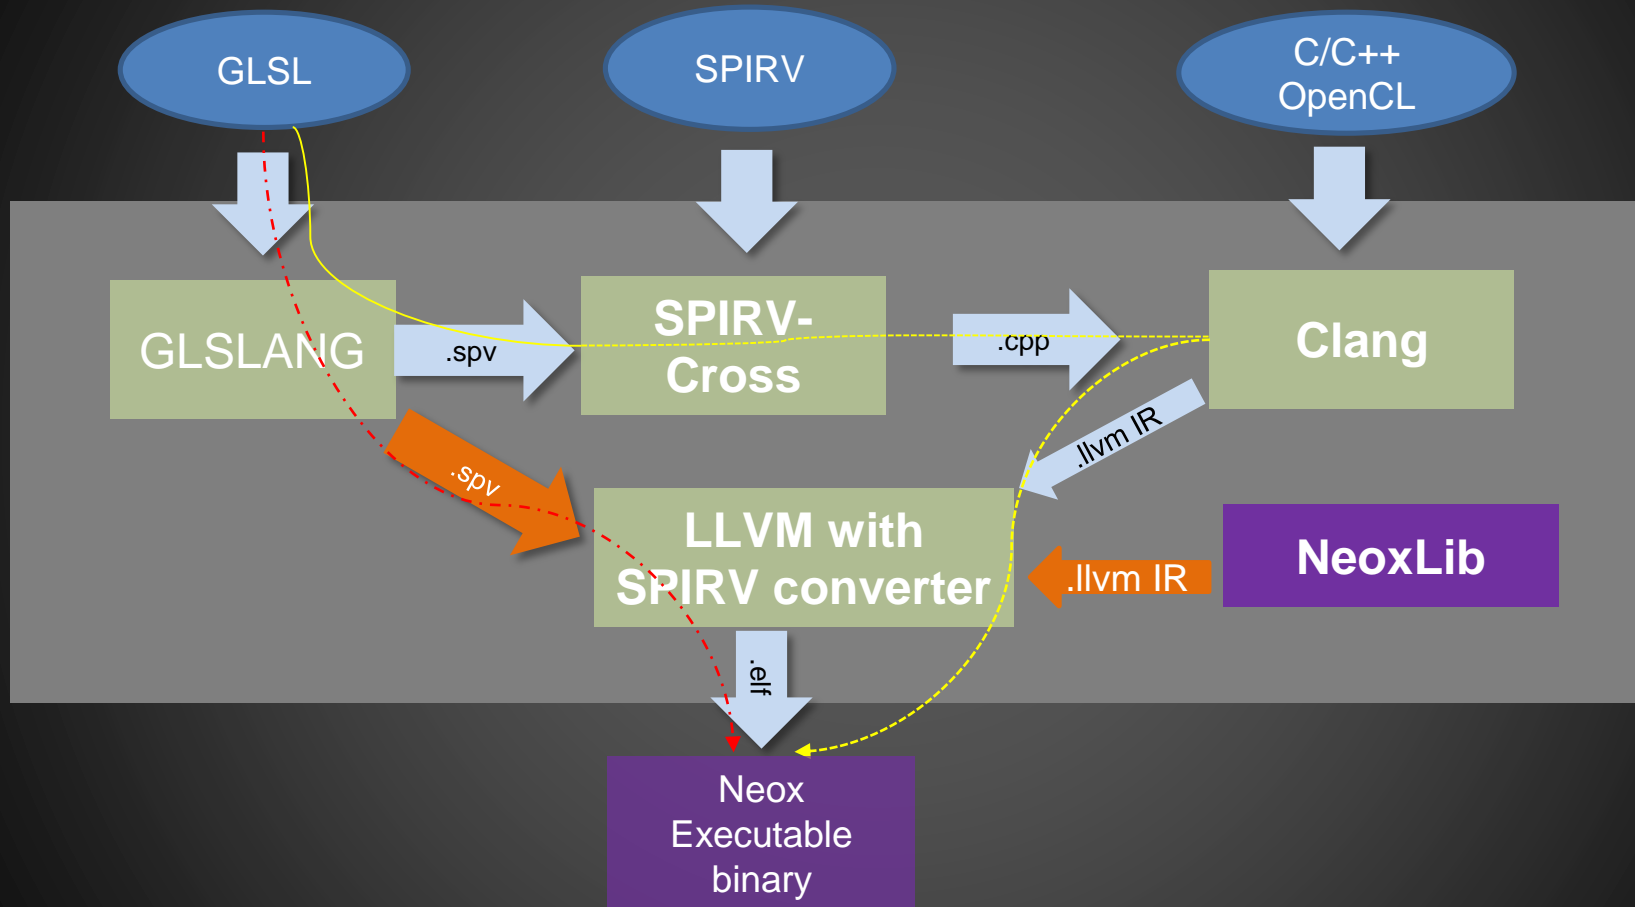 GLSL
SPIRV
C/C++
OpenCL
GLSLANG
.spv
SPIRV-
Cross
.cpp
Clang
.llvm IR
.spv
LLVM with
SPIRV converter
.llvm IR
NeoxLib
.elf
Neox
Executable
binary